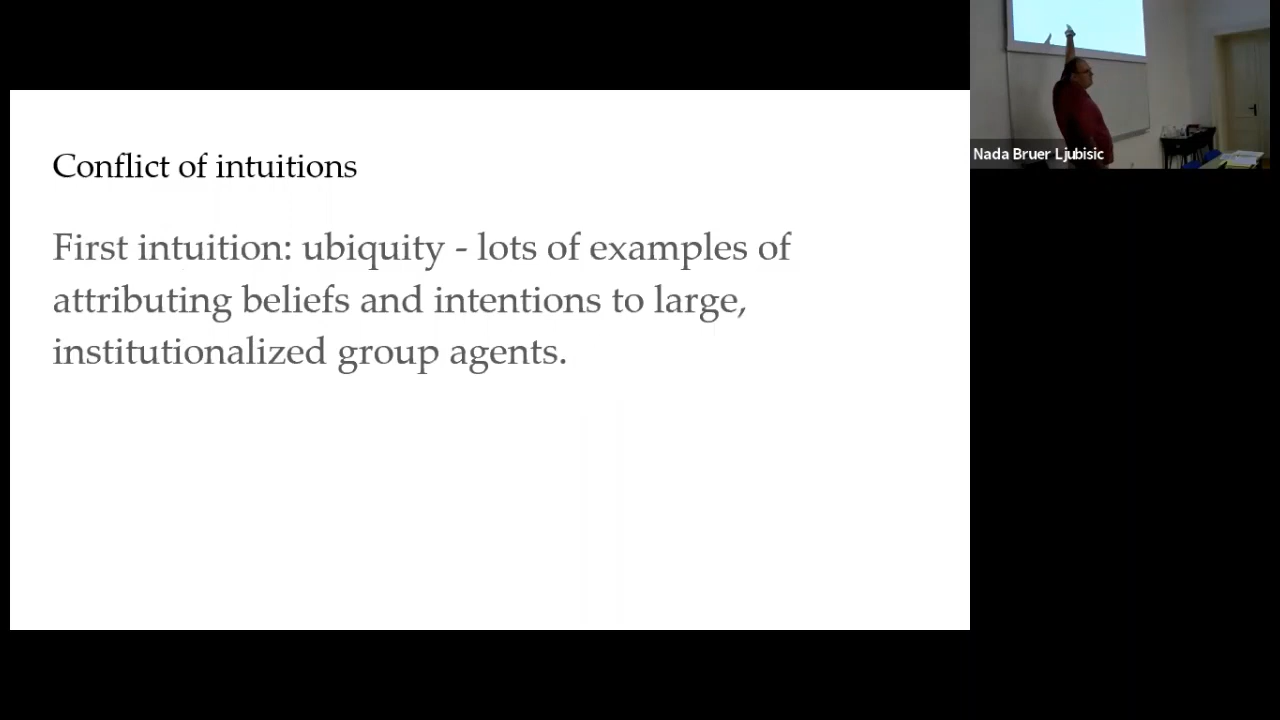 Conflict of intuitions
First intuition: ubiquity - lots of examples of
attributing beliefs and intentions to large,
institutionalized group agents.
Nada Bruer Ljubisic